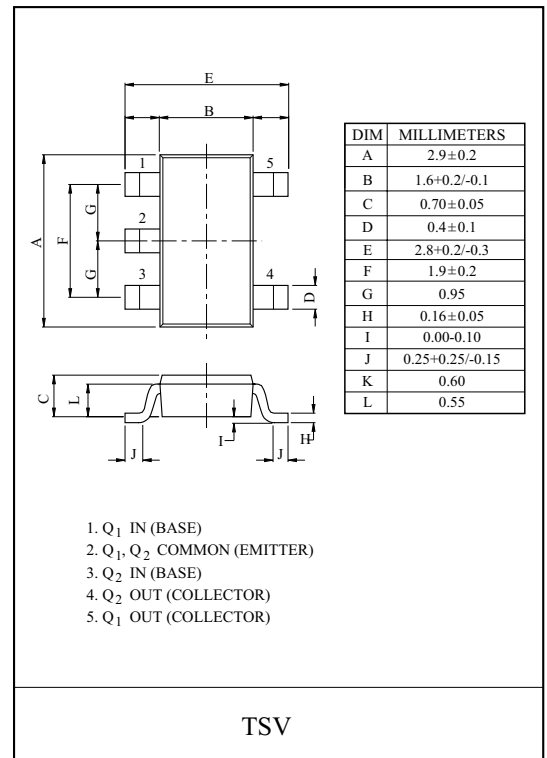 E
B
1
5
G
2
A
F
G
3
4
D
C
L
I
H
J
J
DIM MILLIMETERS
A 2.9±0.2
B 1.6+0.2/-0.1
C 0.70±0.05
D 0.4±0.1
E 2.8+0.2/-0.3
F 1.9±0.2
G 0.95
H 0.16±0.05
I 0.00-0.10
J 0.25+0.25/-0.15
K 0.60
L 0.55
1. Q1 IN (BASE)
2. Q1, Q2 COMMON (EMITTER)
3. Q2 IN (BASE)
4. Q2 OUT (COLLECTOR)
5. Q1 OUT (COLLECTOR)
TSV